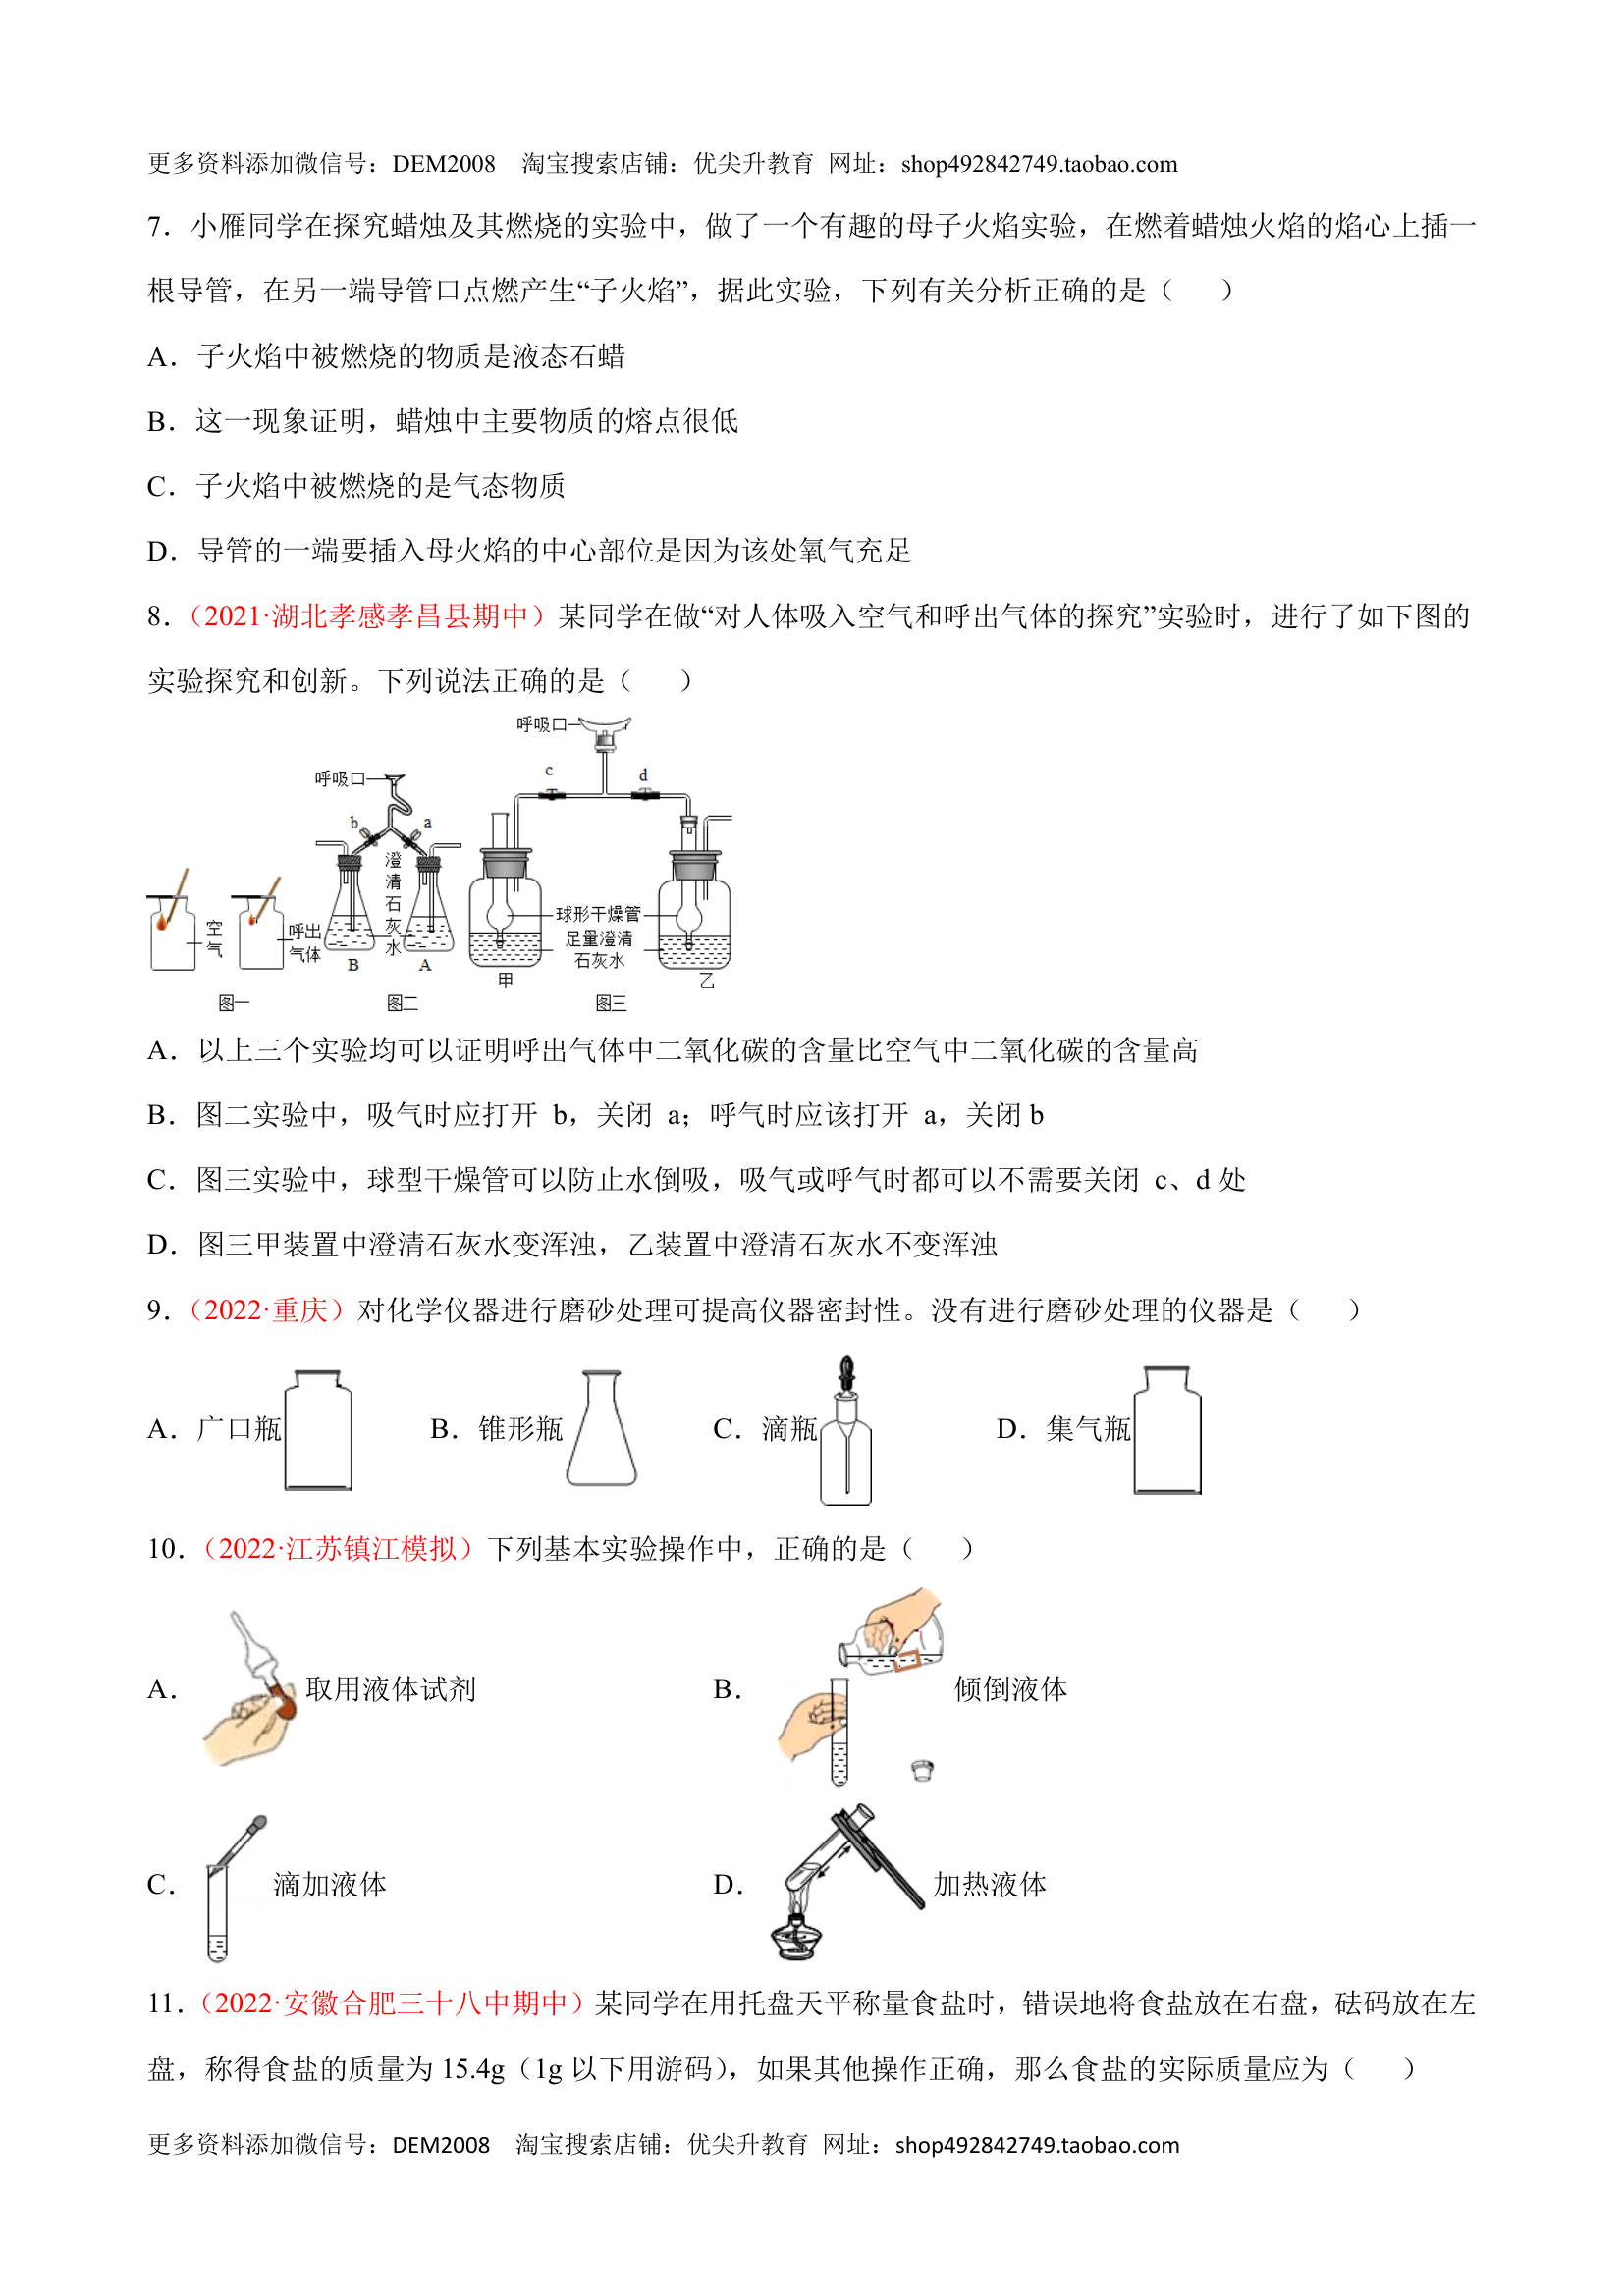 更多资料添加微信号：DEM2008 淘宝搜索店铺：优尖升教育 网址：shop492842749.taobao.com
7．小雁同学在探究蜡烛及其燃烧的实验中，做了一个有趣的母子火焰实验，在燃着蜡烛火焰的焰心上插一
根导管，在另一端导管口点燃产生“子火焰”，据此实验，下列有关分析正确的是（ ）
A．子火焰中被燃烧的物质是液态石蜡
B．这一现象证明，蜡烛中主要物质的熔点很低
C．子火焰中被燃烧的是气态物质
D．导管的一端要插入母火焰的中心部位是因为该处氧气充足
8．（2021·湖北孝感孝昌县期中）某同学在做“对人体吸入空气和呼出气体的探究”实验时，进行了如下图的
实验探究和创新。下列说法正确的是（ ）
空气
呼出气体
图一
呼吸口
b
a
澄清石灰水
B
A
图二
呼吸口
c
d
球形干燥管
足量澄清
石灰水
甲
乙
图三
A．以上三个实验均可以证明呼出气体中二氧化碳的含量比空气中二氧化碳的含量高
B．图二实验中，吸气时应打开 b，关闭 a；呼气时应该打开 a，关闭 b
C．图三实验中，球型干燥管可以防止水倒吸，吸气或呼气时都可以不需要关闭 c、d 处
D．图三甲装置中澄清石灰水变浑浊，乙装置中澄清石灰水不变浑浊
9．（2022·重庆）对化学仪器进行磨砂处理可提高仪器密封性。没有进行磨砂处理的仪器是（ ）
A．广口瓶 B．锥形瓶 C．滴瓶 D．集气瓶
10．（2022·江苏镇江模拟）下列基本实验操作中，正确的是（ ）
A． 取用液体试剂 B． 倾倒液体
C． 滴加液体 D． 加热液体
11．（2022·安徽合肥三十八中期中）某同学在用托盘天平称量食盐时，错误地将食盐放在右盘，砝码放在左
盘，称得食盐的质量为 15.4g（1g 以下用游码），如果其他操作正确，那么食盐的实际质量应为（ ）
更多资料添加微信号：DEM2008 淘宝搜索店铺：优尖升教育 网址：shop492842749.taobao.com